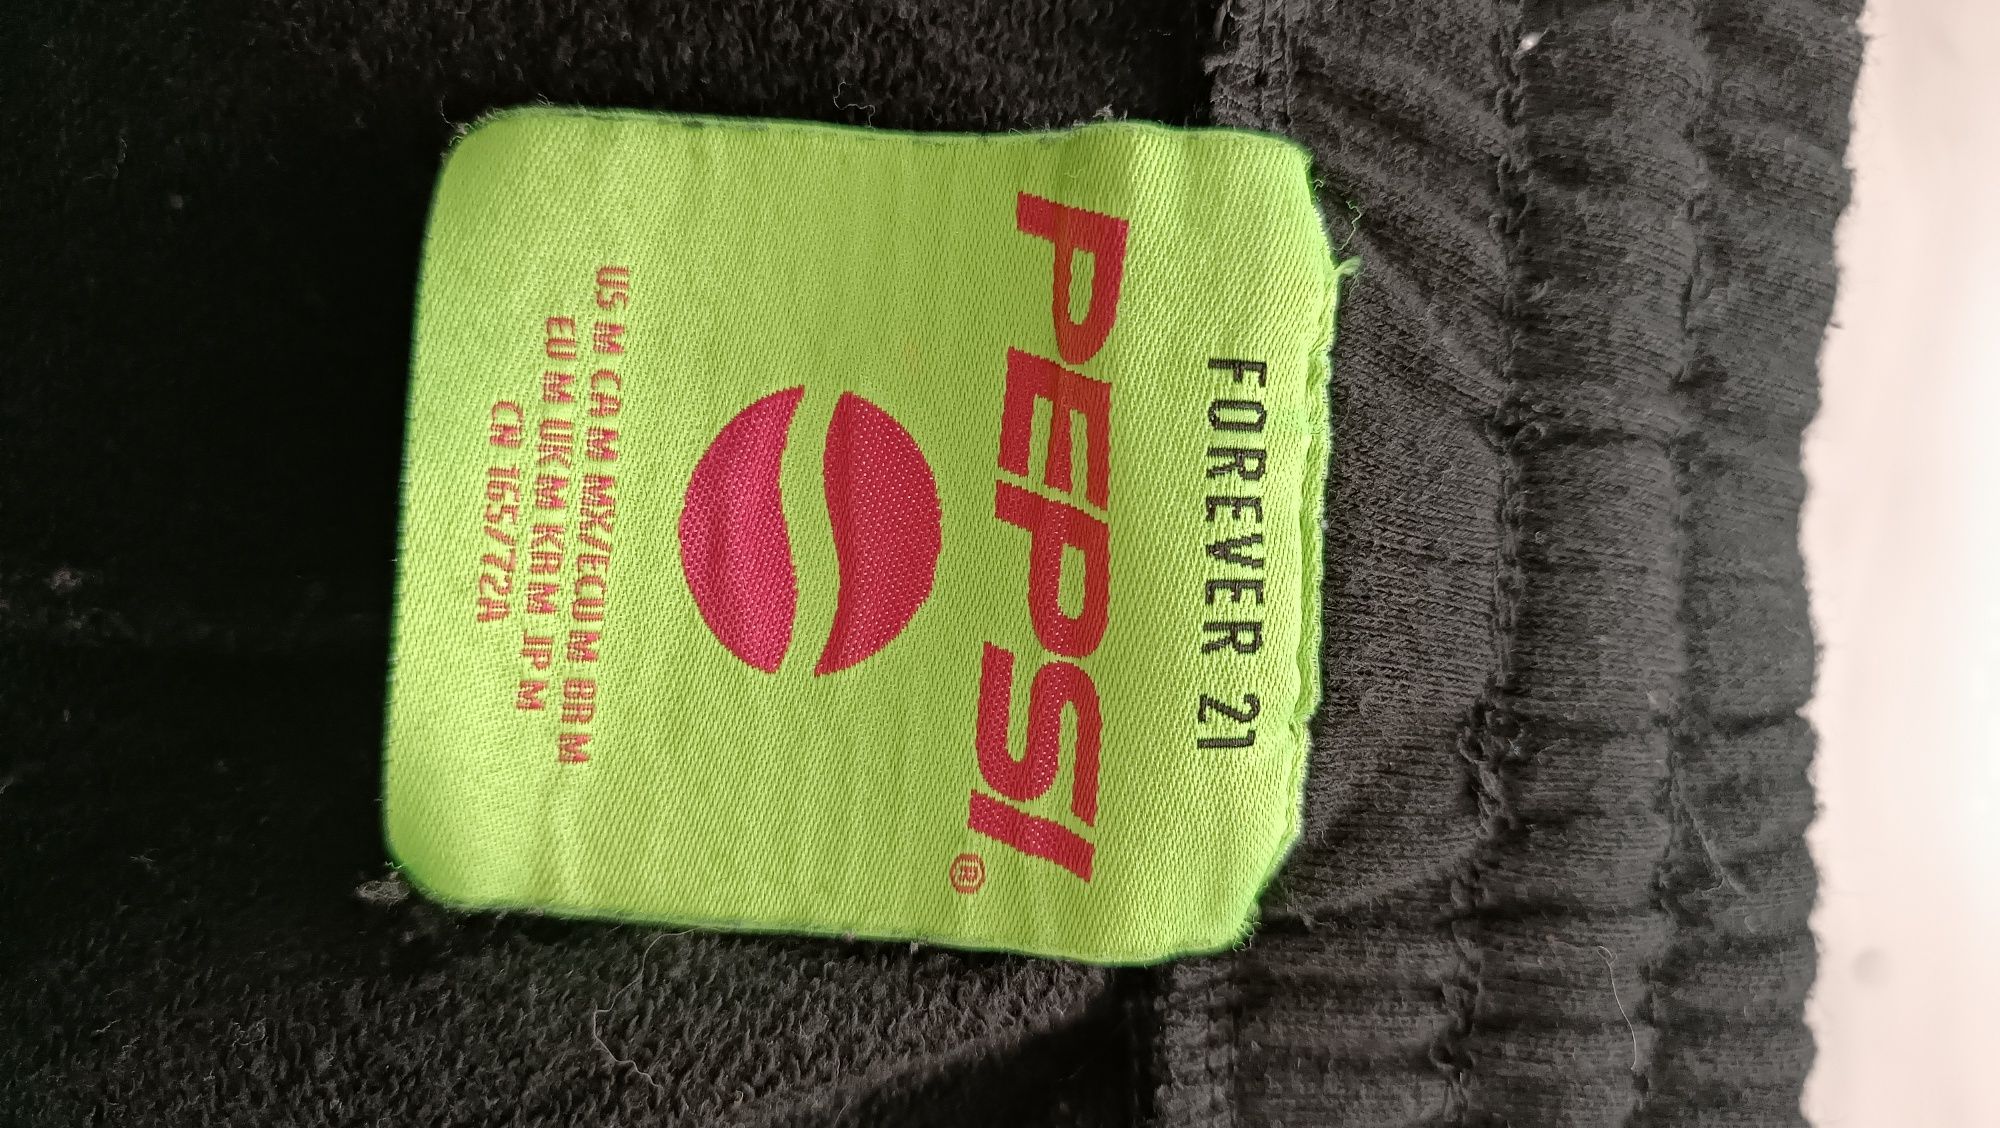 FOREVER 21
PEPSI®
US M CA M MX/ECU M BR M
EU M UK M KR M JP M
CN 165/72A